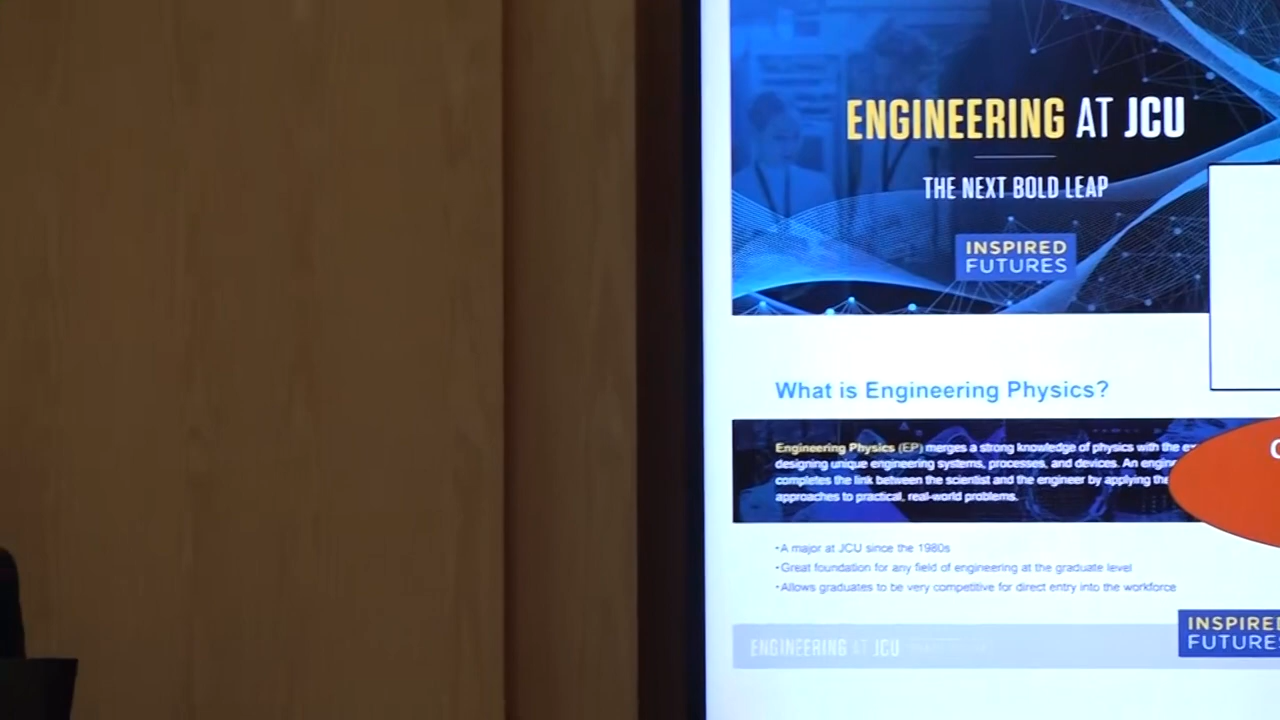 ENGINEERING AT JCU
THE NEXT BOLD LEAP
INSPIRED
FUTURES
What is Engineering Physics?
Engineering Physics (EP) merges a strong knowledge of physics with the
designing unique engineering systems, processes, and devices. An
completes the link between the scientist and the engineer by applying the
approaches to practical, real-world problems.
•A major at JCU since the 1980s
•Great foundation for any field of engineering at the graduate level
•Allows graduates to be very competitive for direct entry into the workforce
ENGINEERING AT JCU
INSPIRED
FUTURES